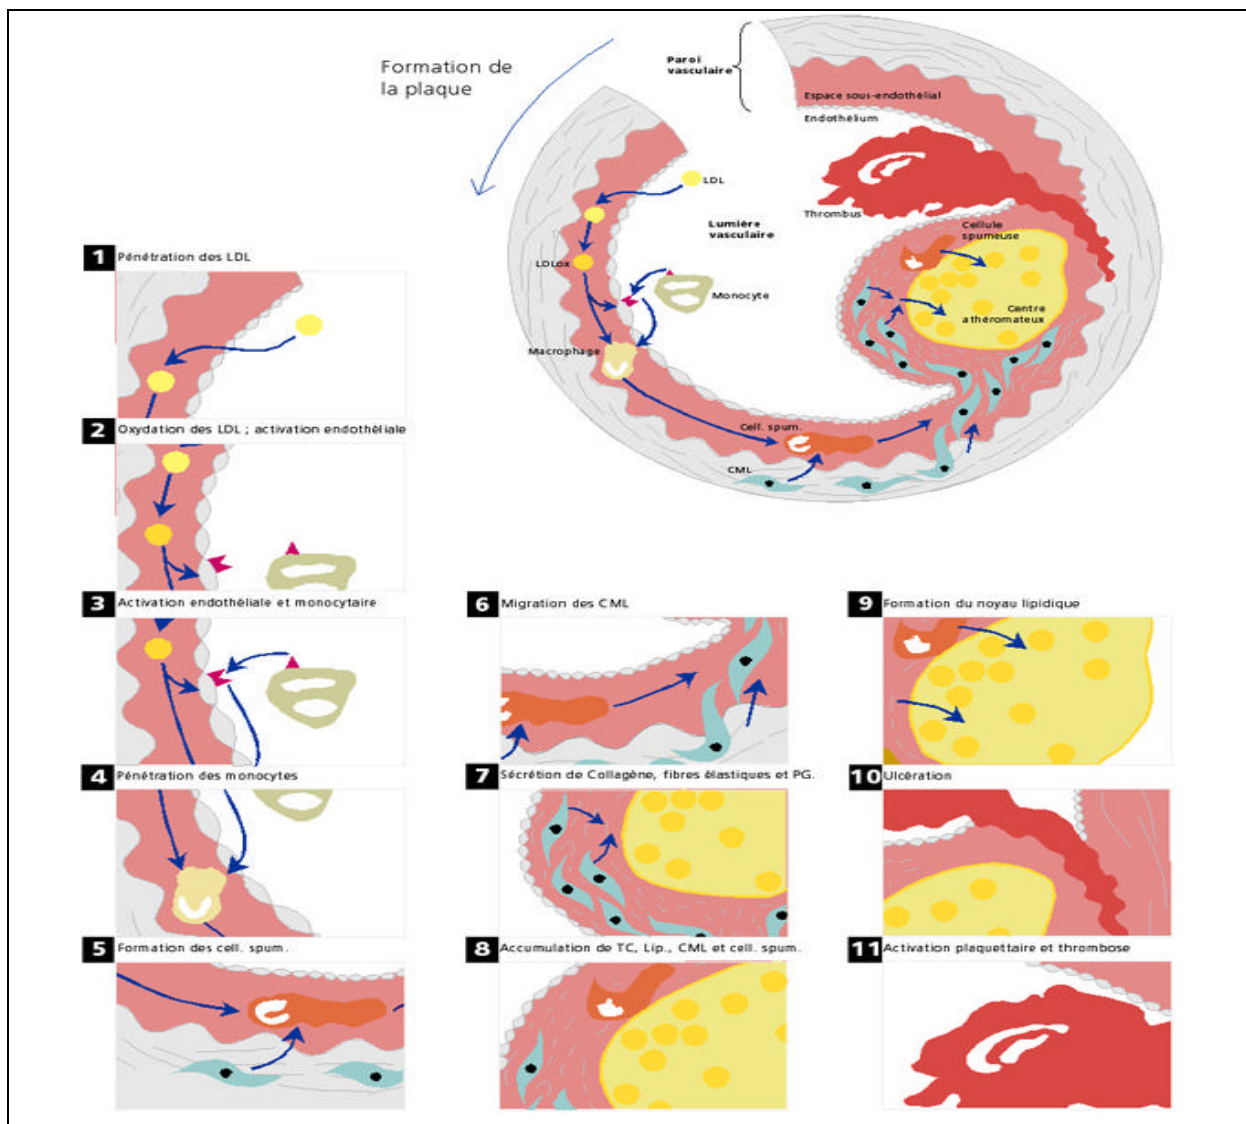 Formation de
la plaque
Paroi
vasculaire
Espace sous-endothélial
Endothélium
LDL
Thrombus
Lumière
vasculaire
Cellule
spumeuse
LDLox
Monocyte
Centre
athéromateux
Macrophage
Cell. spum.
CML
1 Pénétration des LDL
2 Oxydation des LDL ; activation endothéliale
3 Activation endothéliale et monocytaire
4 Pénétration des monocytes
5 Formation des cell. spum.
6 Migration des CML
7 Sécrétion de Collagène, fibres élastiques et PG.
8 Accumulation de TC, Lip., CML et cell. spum.
9 Formation du noyau lipidique
10 Ulcération
11 Activation plaquettaire et thrombose